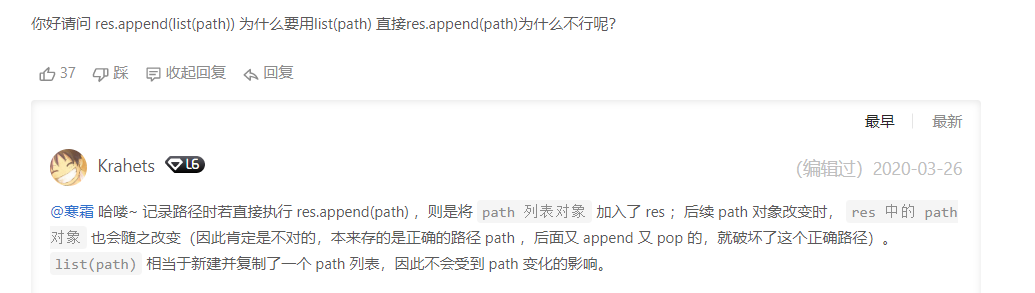 你好请问 res.append(list(path)) 为什么要用list(path) 直接res.append(path)为什么不行呢?
37 踩 收起回复 回复
最早 最新
Krahets L6 (编辑过) 2020-03-26
@寒霜 哈喽~ 记录路径时若直接执行 res.append(path) ，则是将 path 列表对象 加入了 res ；后续 path 对象改变时， res 中的 path
对象 也会随之改变（因此肯定是不对的，本来存的是正确的路径 path ，后面又 append 又 pop 的，就破坏了这个正确路径）。
list(path) 相当于新建并复制了一个 path 列表，因此不会受到 path 变化的影响。